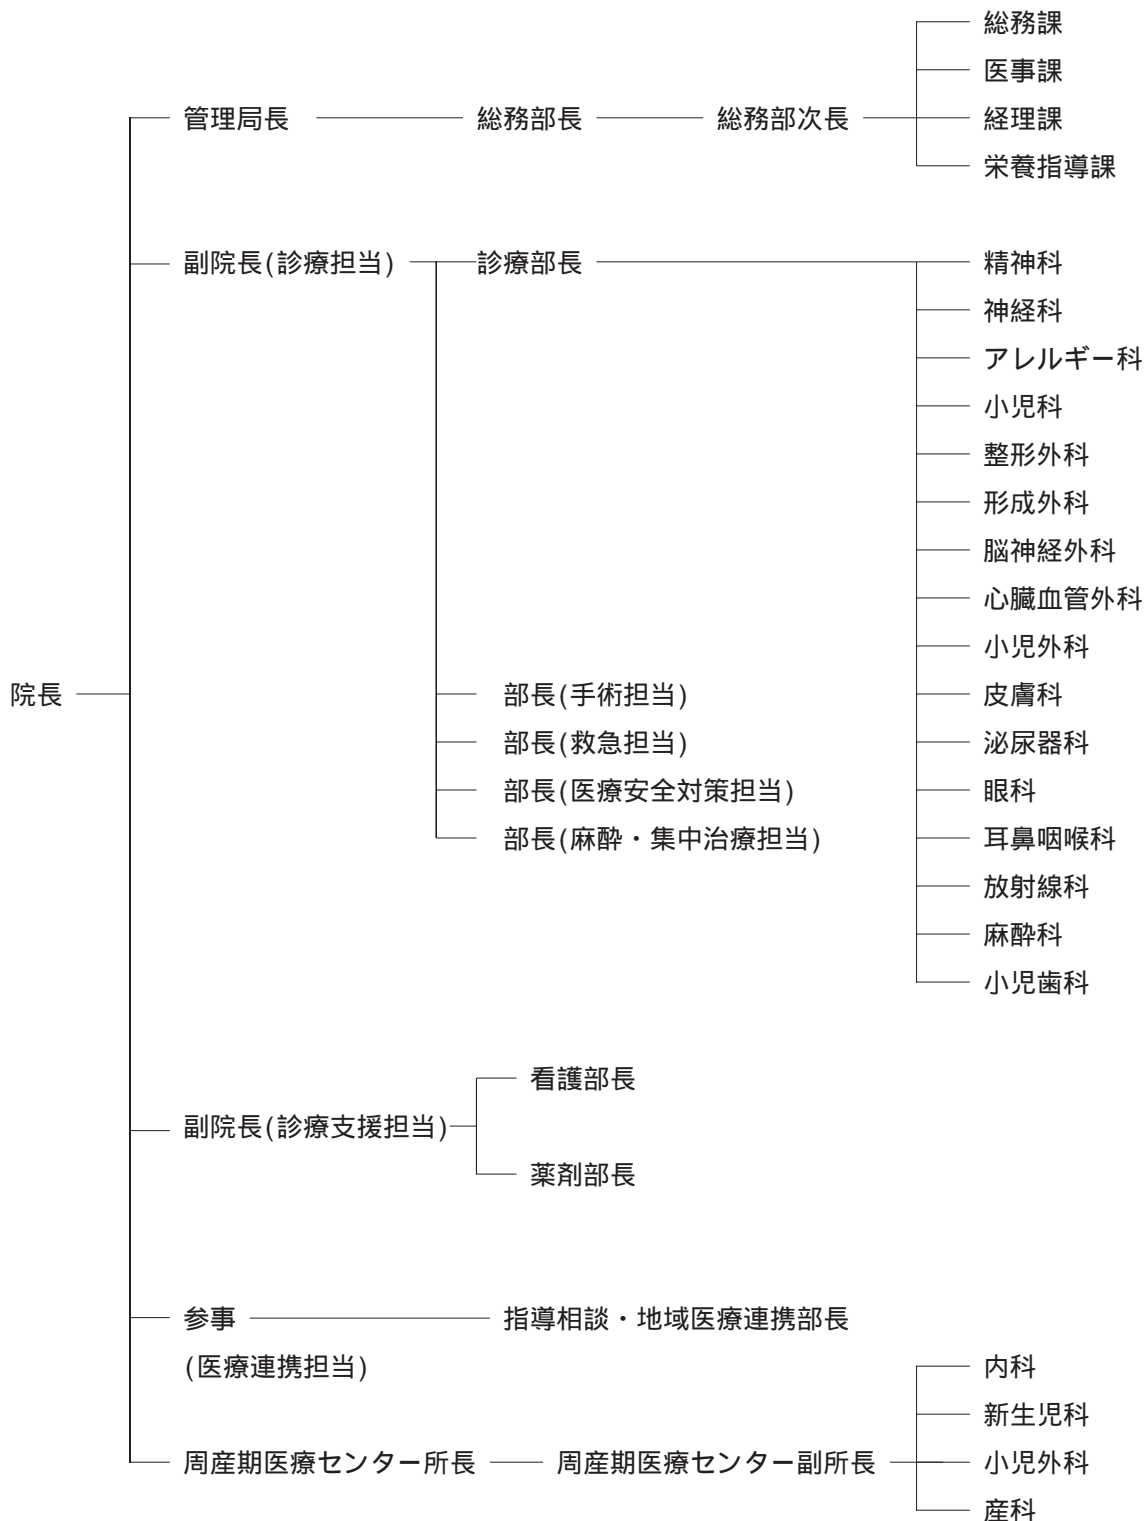 総務課
医事課
管理局長 総務部長 総務部次長 経理課
栄養指導課
副院長(診療担当) 診療部長 精神科
神経科
アレルギー科
小児科
整形外科
形成外科
脳神経外科
心臓血管外科
小児外科
院長 部長(手術担当) 皮膚科
部長(救急担当) 泌尿器科
部長(医療安全対策担当) 眼科
部長(麻酔・集中治療担当) 耳鼻咽喉科
放射線科
麻酔科
小児歯科
看護部長
副院長(診療支援担当)
薬剤部長
参事 指導相談・地域医療連携部長
(医療連携担当) 内科
新生児科
周産期医療センター所長 周産期医療センター副所長 小児外科
産科